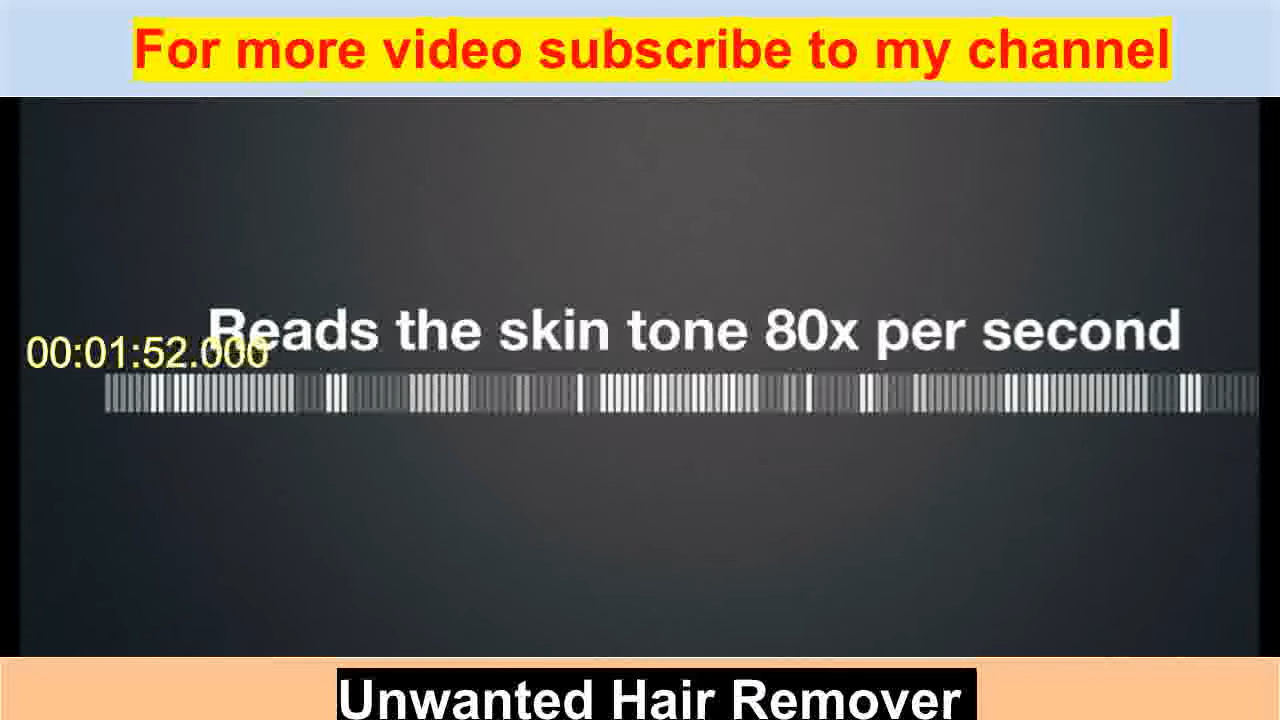 For more video subscribe to my channel
Reads the skin tone 80x per second
00:01:52.000
Unwanted Hair Remover